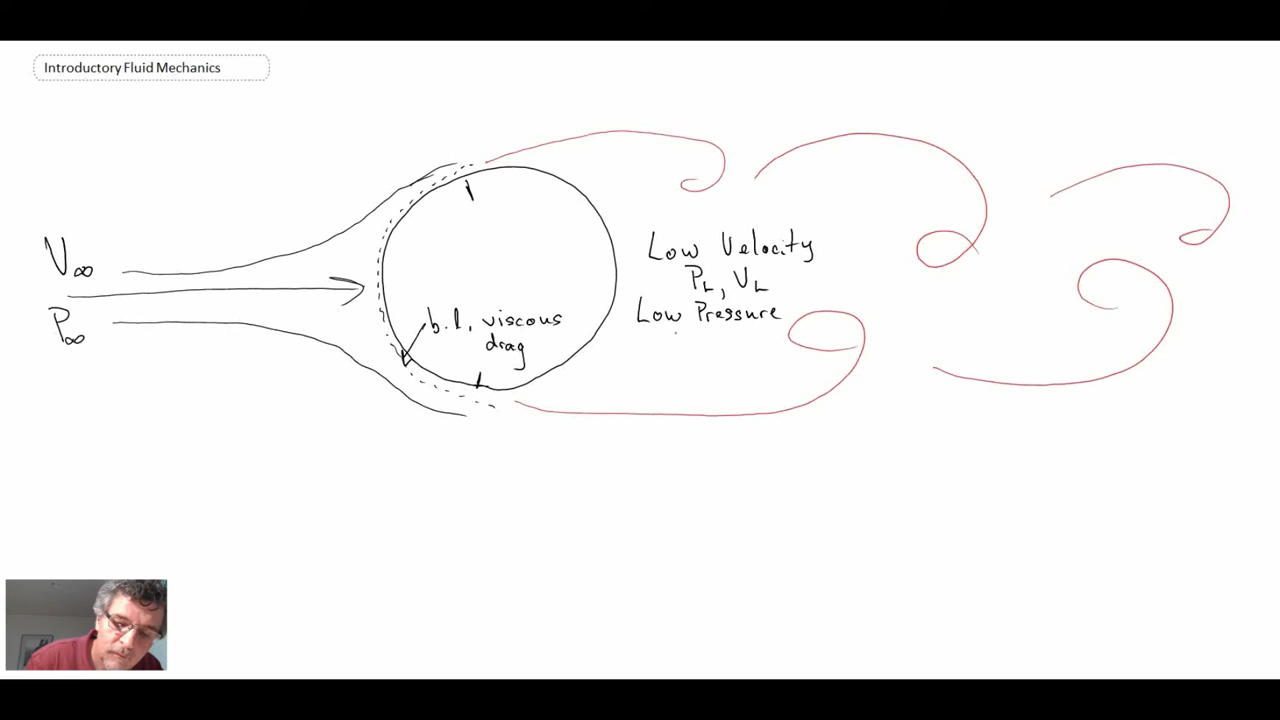 Introductory Fluid Mechanics
V∞
P∞
b.l, viscous
drag
Low Velocity
PL, VL
Low Pressure